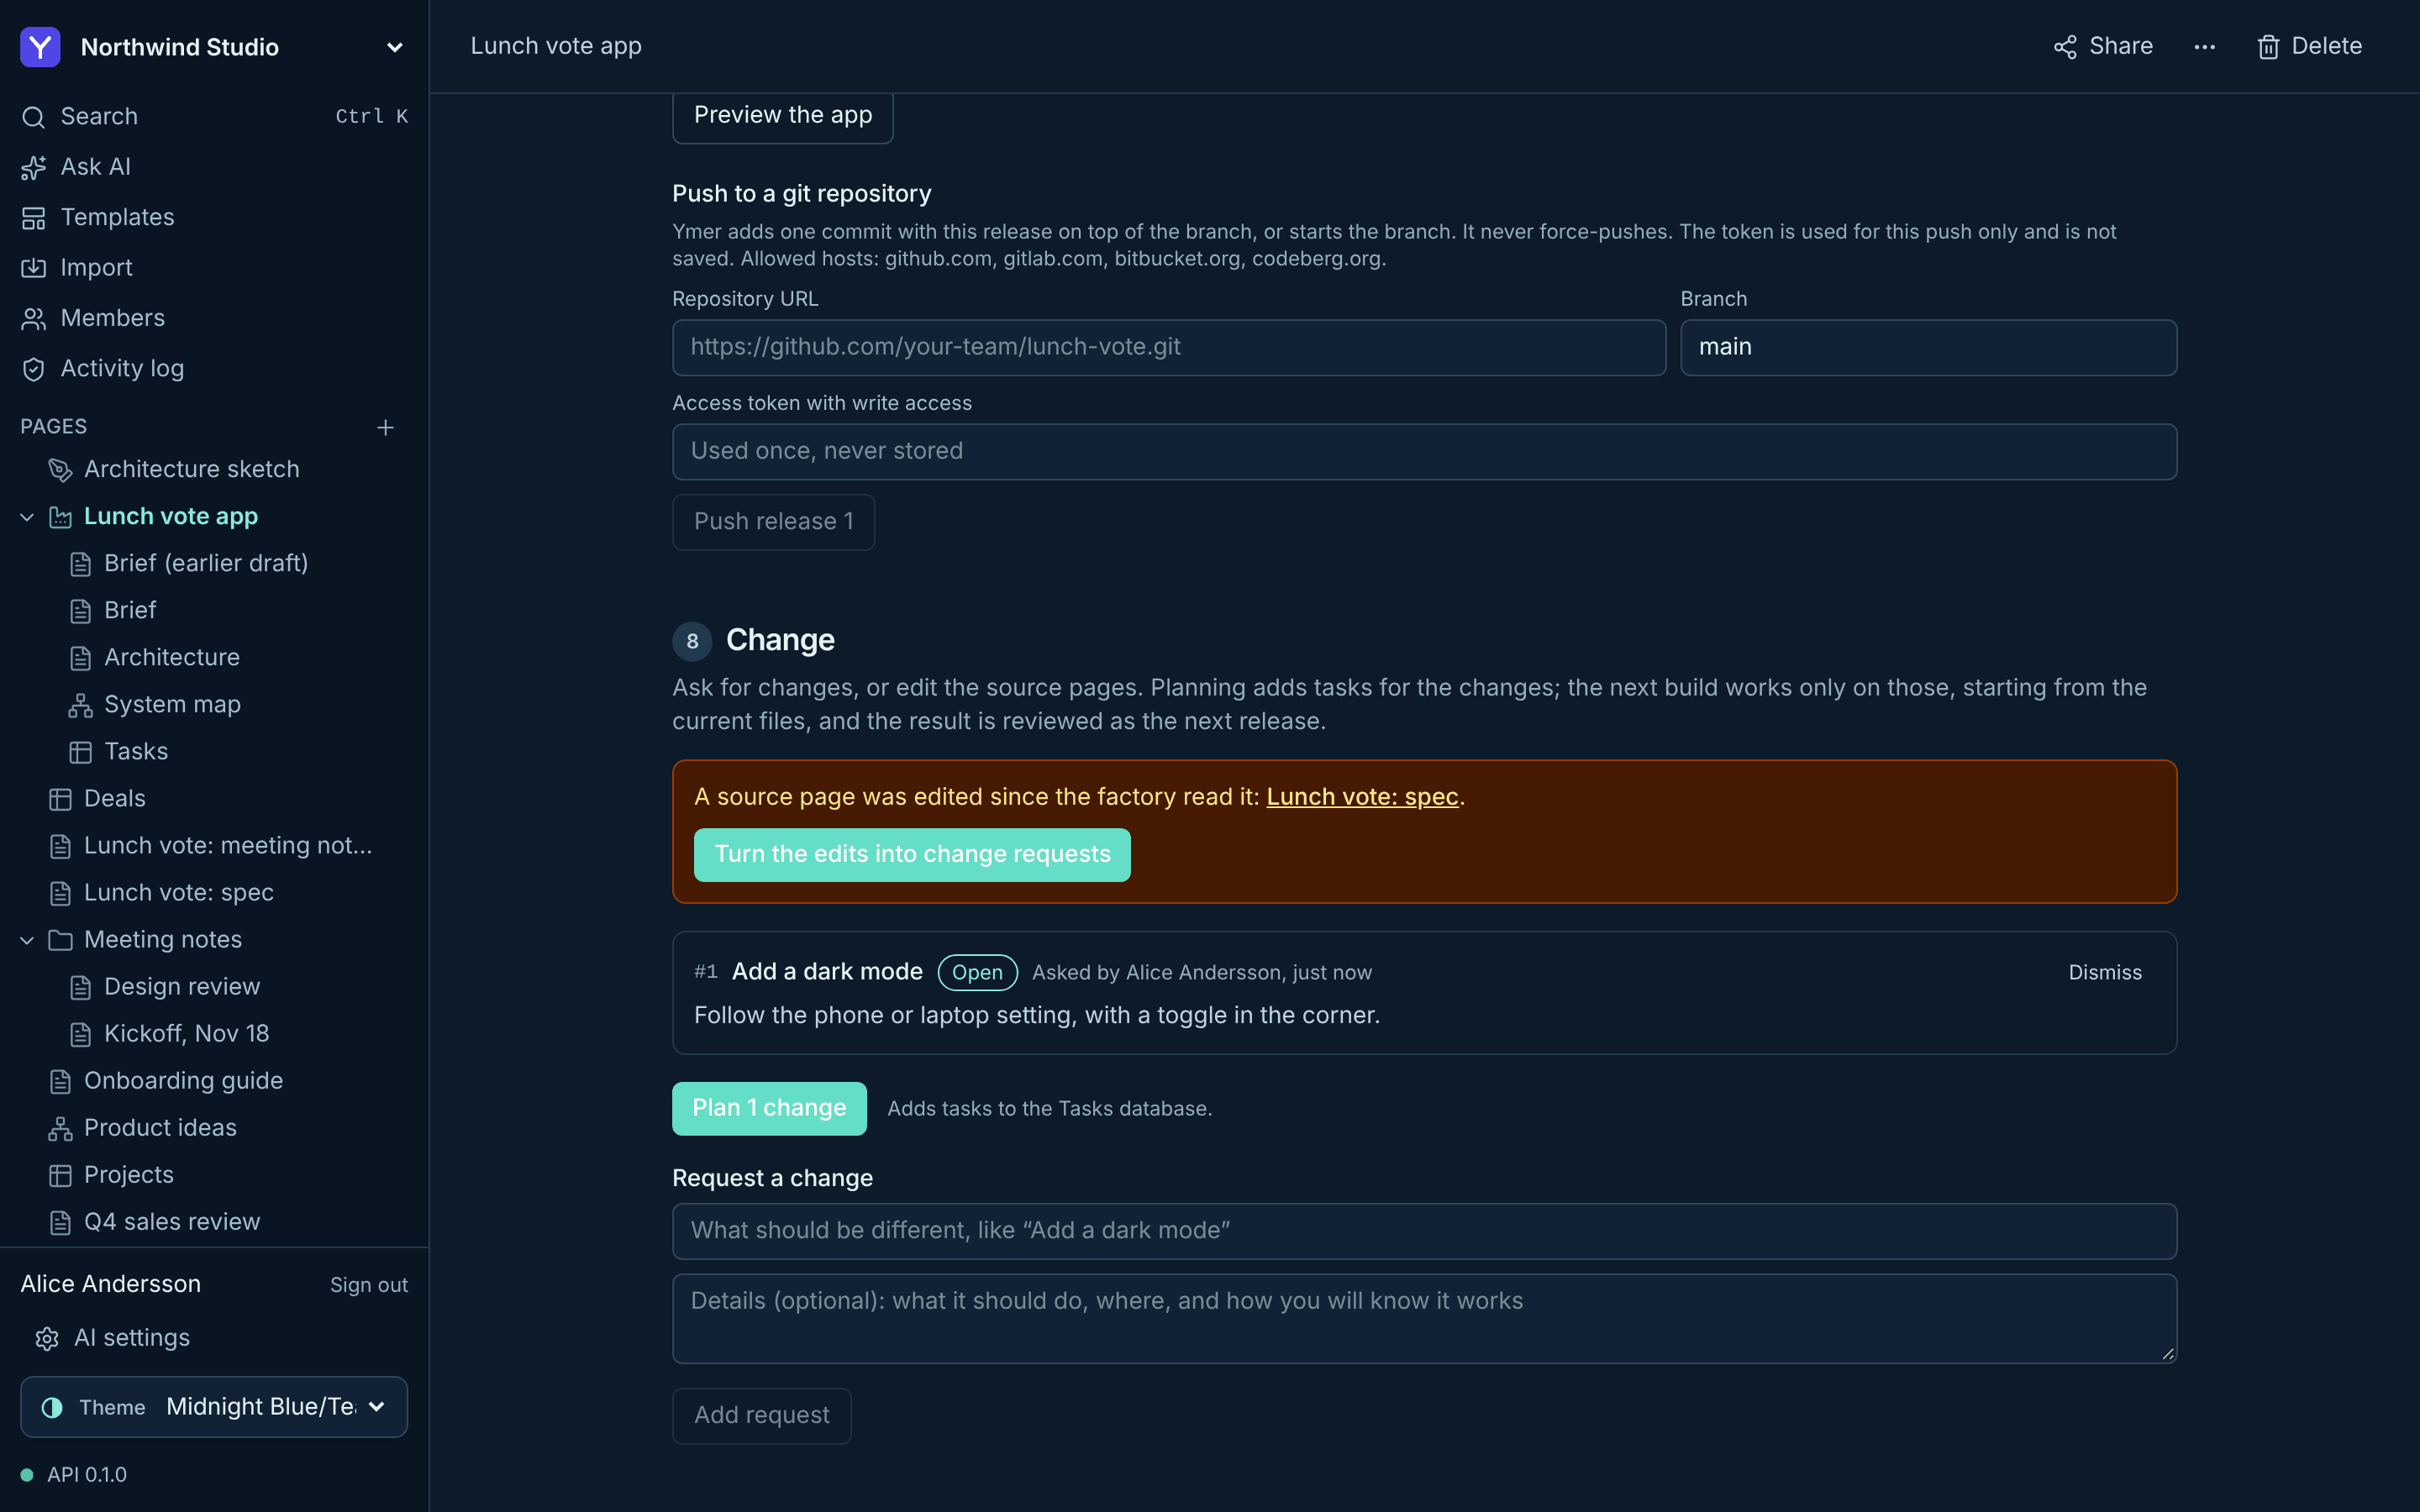 Northwind Studio
Search
Ctrl K
Ask AI
Templates
Import
Members
Activity log
PAGES
Architecture sketch
Lunch vote app
Brief (earlier draft)
Brief
Architecture
System map
Tasks
Deals
Lunch vote: meeting not...
Lunch vote: spec
Meeting notes
Design review
Kickoff, Nov 18
Onboarding guide
Product ideas
Projects
Q4 sales review
Alice Andersson
Sign out
AI settings
Theme
Midnight Blue/Te
API 0.1.0
Lunch vote app
Share
Delete
Preview the app
Push to a git repository
Ymer adds one commit with this release on top of the branch, or starts the branch. It never force-pushes. The token is used for this push only and is not
saved. Allowed hosts: github.com, gitlab.com, bitbucket.org, codeberg.org.
Repository URL
Branch
https://github.com/your-team/lunch-vote.git
main
Access token with write access
Used once, never stored
Push release 1
8 Change
Ask for changes, or edit the source pages. Planning adds tasks for the changes; the next build works only on those, starting from the
current files, and the result is reviewed as the next release.
A source page was edited since the factory read it: Lunch vote: spec.
Turn the edits into change requests
#1 Add a dark mode Open Asked by Alice Andersson, just now
Dismiss
Follow the phone or laptop setting, with a toggle in the corner.
Plan 1 change
Adds tasks to the Tasks database.
Request a change
What should be different, like “Add a dark mode”
Details (optional): what it should do, where, and how you will know it works
Add request